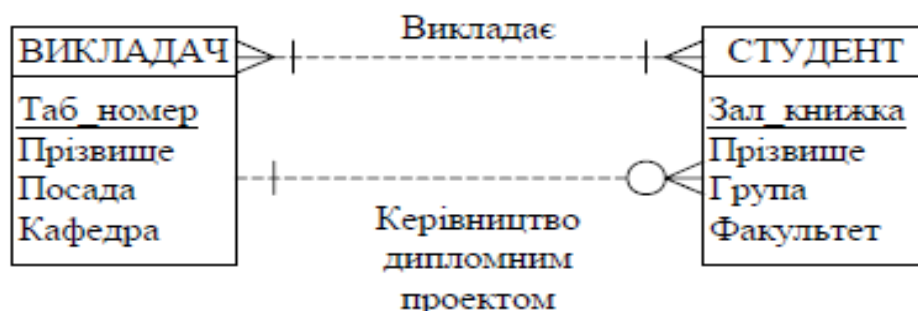 Викладає
ВИКЛАДАЧ
СТУДЕНТ
Таб_номер
Прізвище
Посада
Кафедра
Зал_книжка
Прізвище
Група
Факультет
Керівництво
дипломним
проектом